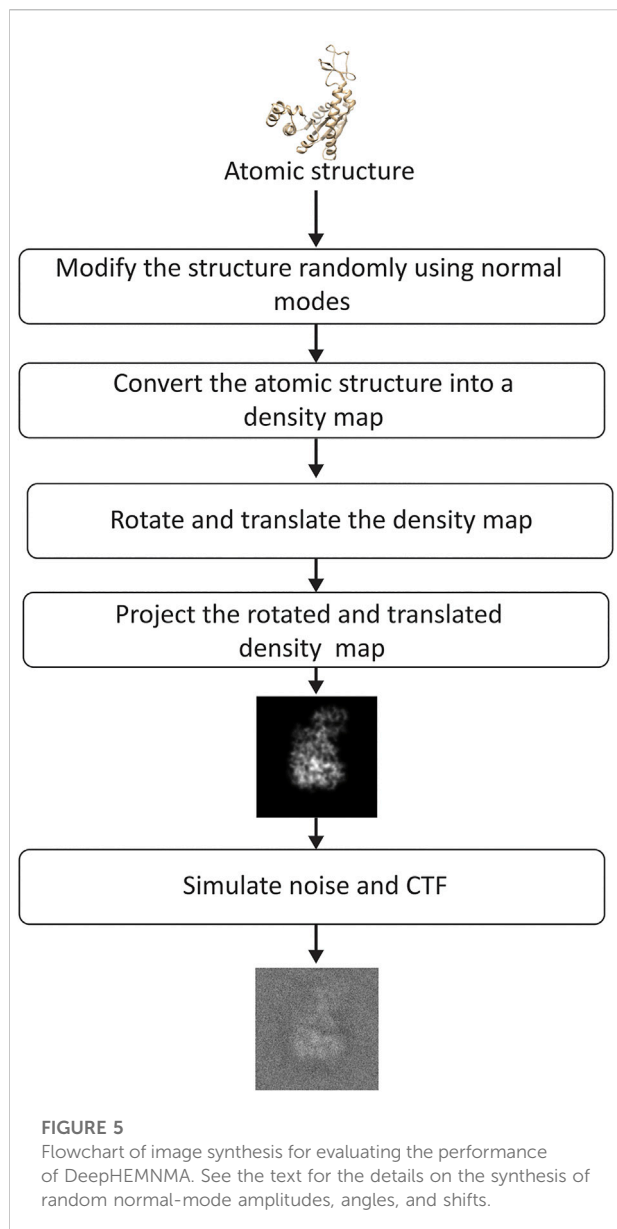 Atomic structure
Modify the structure randomly using normal
modes
Convert the atomic structure into a
density map
Rotate and translate the density map
Project the rotated and translated
density map
Simulate noise and CTF
FIGURE 5
Flowchart of image synthesis for evaluating the performance
of DeepHEMNMA. See the text for the details on the synthesis of
random normal-mode amplitudes, angles, and shifts.